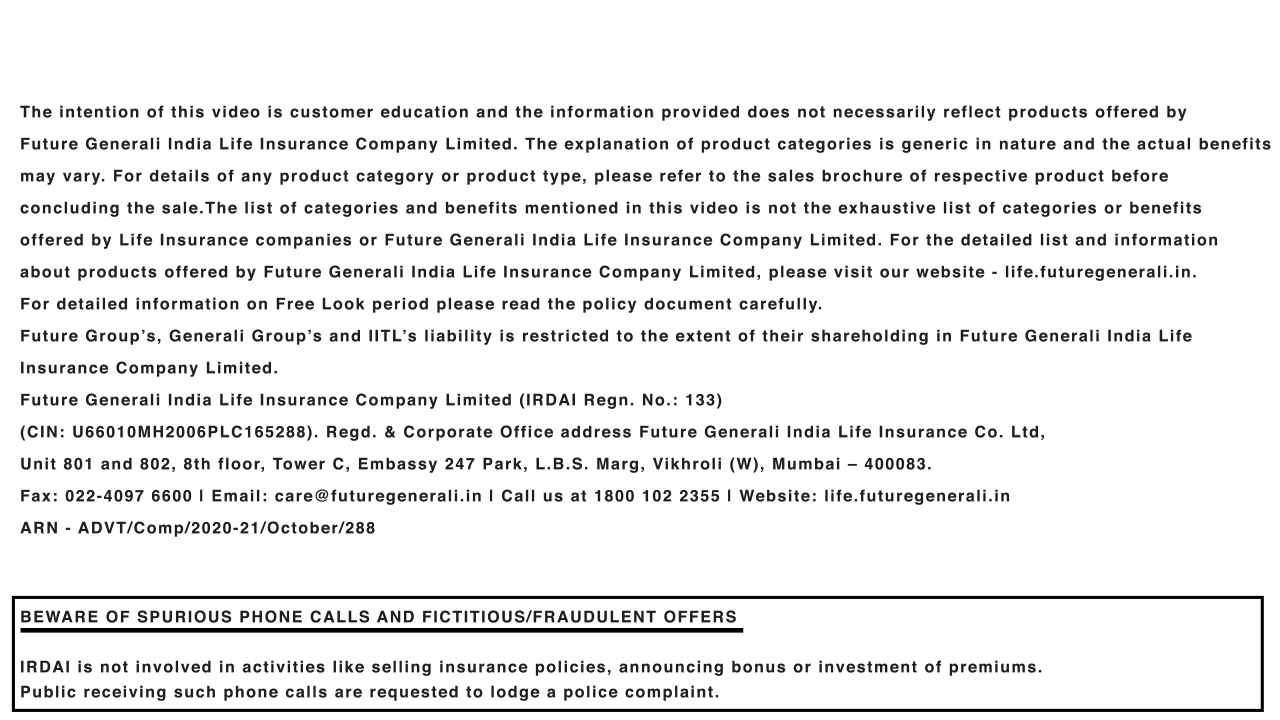 The intention of this video is customer education and the information provided does not necessarily reflect products offered by
Future Generali India Life Insurance Company Limited. The explanation of product categories is generic in nature and the actual benefits
may vary. For details of any product category or product type, please refer to the sales brochure of respective product before
concluding the sale.The list of categories and benefits mentioned in this video is not the exhaustive list of categories or benefits
offered by Life Insurance companies or Future Generali India Life Insurance Company Limited. For the detailed list and information
about products offered by Future Generali India Life Insurance Company Limited, please visit our website - life.futuregenerali.in.
For detailed information on Free Look period please read the policy document carefully.
Future Group’s, Generali Group’s and IITL’s liability is restricted to the extent of their shareholding in Future Generali India Life
Insurance Company Limited.
Future Generali India Life Insurance Company Limited (IRDAI Regn. No.: 133)
(CIN: U66010MH2006PLC165288). Regd. & Corporate Office address Future Generali India Life Insurance Co. Ltd,
Unit 801 and 802, 8th floor, Tower C, Embassy 247 Park, L.B.S. Marg, Vikhroli (W), Mumbai – 400083.
Fax: 022-4097 6600 | Email: care@futuregenerali.in | Call us at 1800 102 2355 | Website: life.futuregenerali.in
ARN - ADVT/Comp/2020-21/October/288
BEWARE OF SPURIOUS PHONE CALLS AND FICTITIOUS/FRAUDULENT OFFERS
IRDAI is not involved in activities like selling insurance policies, announcing bonus or investment of premiums.
Public receiving such phone calls are requested to lodge a police complaint.